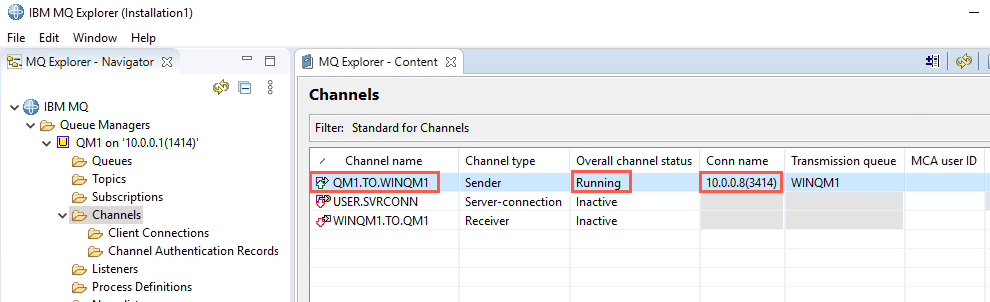 IBM MQ Explorer (Installation1)
File Edit Window Help
MQ Explorer - Navigator
MQ Explorer - Content
IBM MQ
Queue Managers
QM1 on '10.0.0.1(1414)'
Queues
Topics
Subscriptions
Channels
Client Connections
Channel Authentication Records
Listeners
Process Definitions
Channels
Filter: Standard for Channels
Channel name Channel type Overall channel status Conn name Transmission queue MCA user ID
QM1.TO.WINQM1 Sender Running 10.0.0.8(3414) WINQM1
USER.SVRCONN Server-connection Inactive
WINQM1.TO.QM1 Receiver Inactive